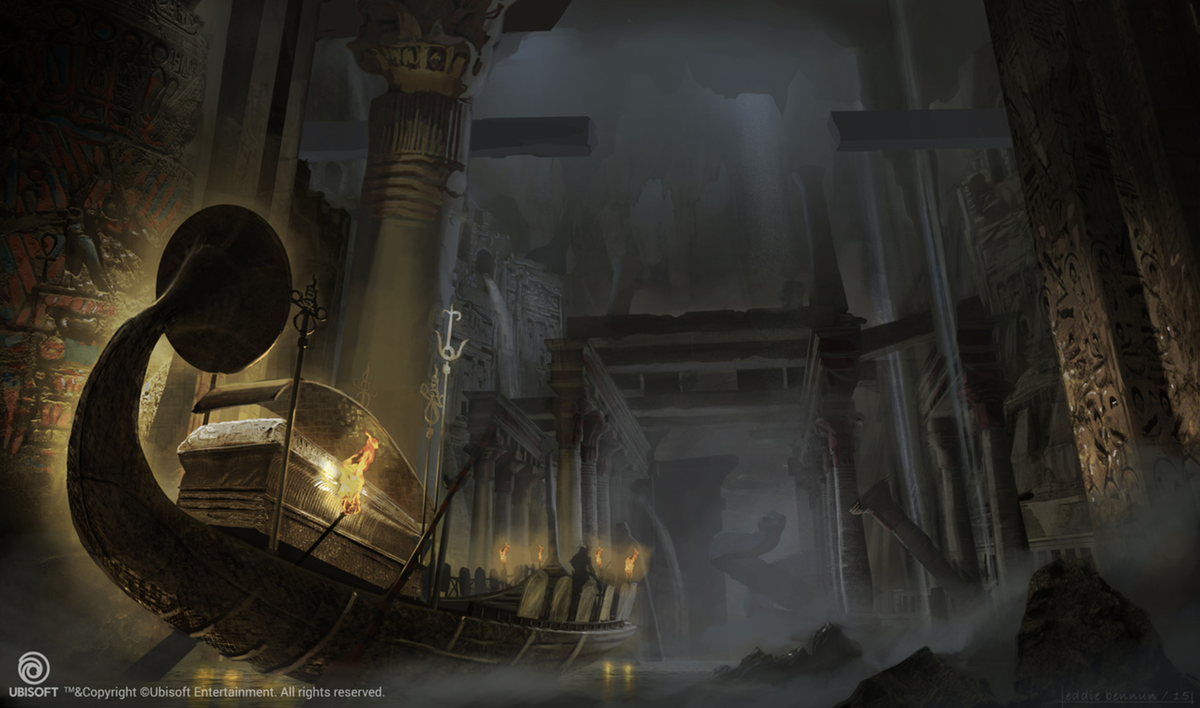 UBISOFT ™&Copyright ©Ubisoft Entertainment. All rights reserved.
eddie bennun / 15